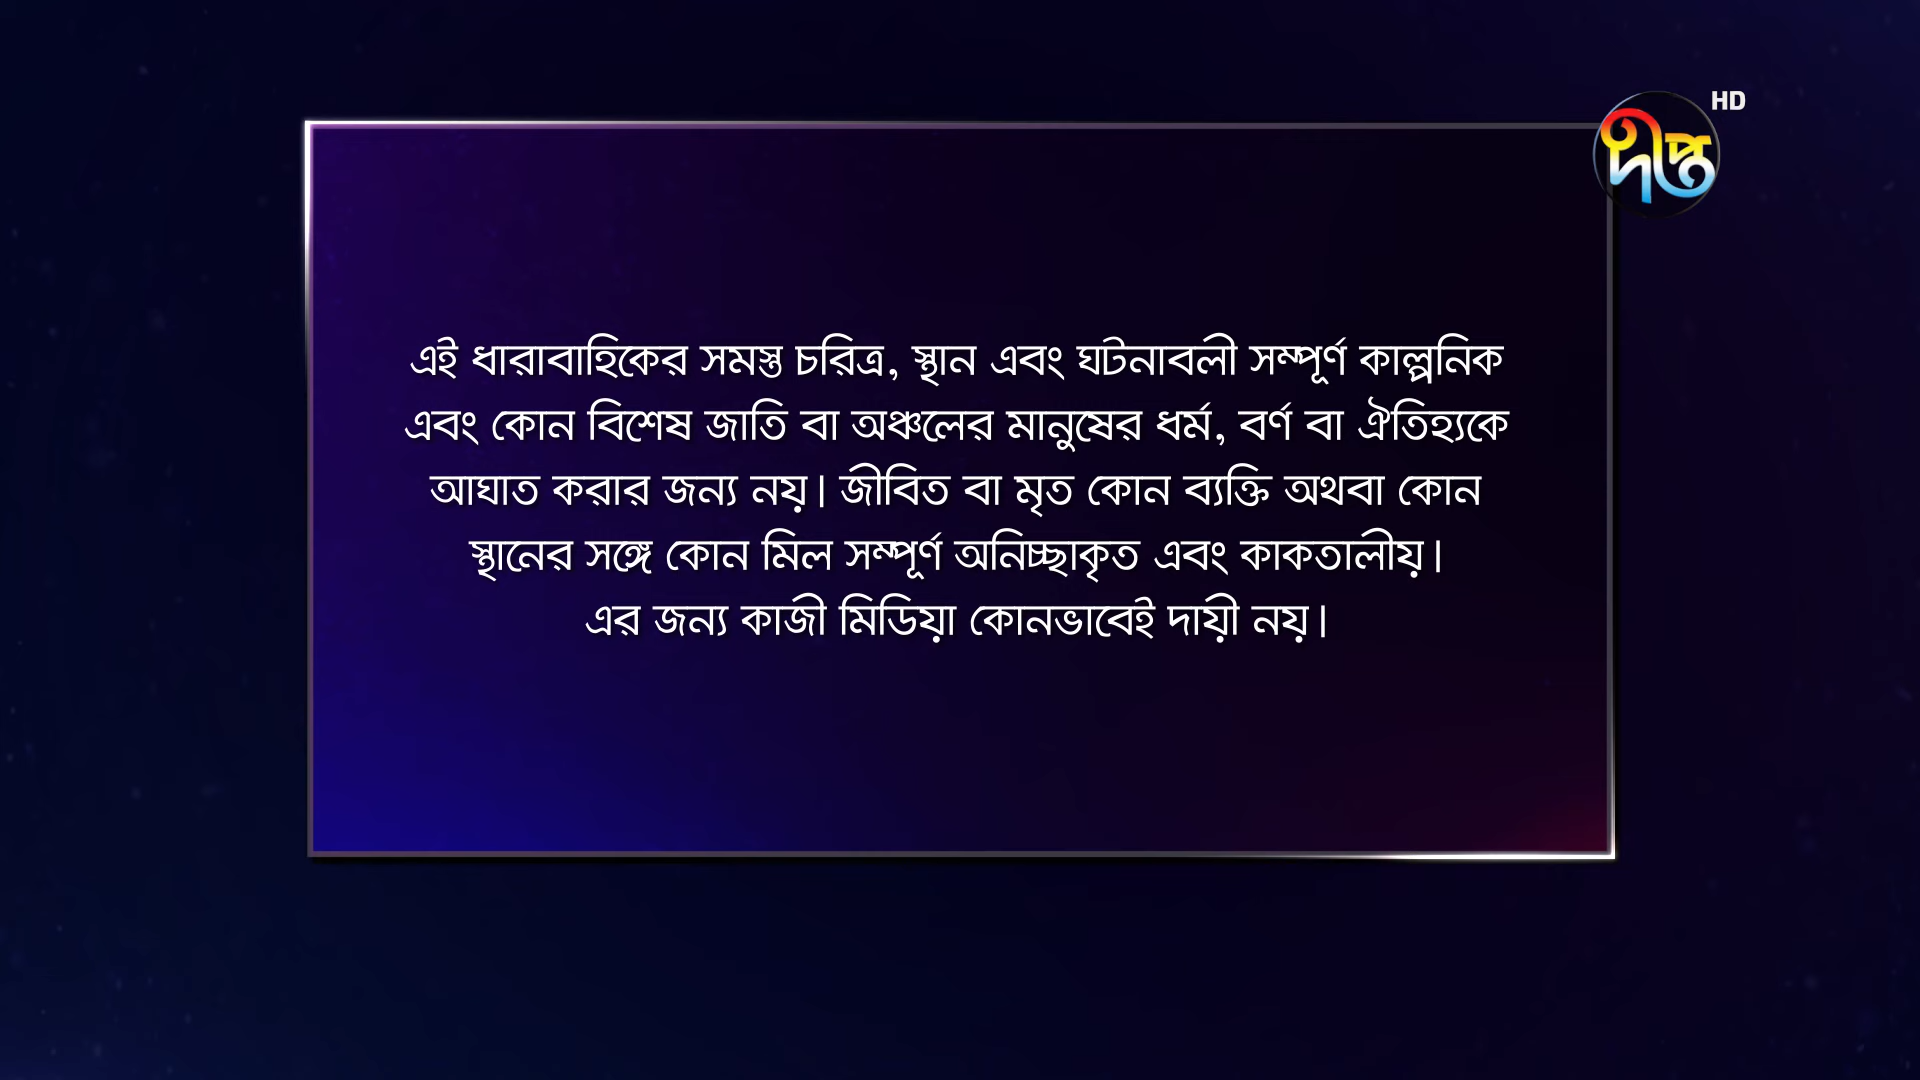 HD
দীপ্ত
এই ধারাবাহিকের সমস্ত চরিত্র, স্থান এবং ঘটনাবলী সম্পূর্ণ কাল্পনিক
এবং কোন বিশেষ জাতি বা অঞ্চলের মানুষের ধর্ম, বর্ণ বা ঐতিহ্যকে
আঘাত করার জন্য নয়। জীবিত বা মৃত কোন ব্যক্তি অথবা কোন
স্থানের সঙ্গে কোন মিল সম্পূর্ণ অনিচ্ছাকৃত এবং কাকতালীয়।
এর জন্য কাজী মিডিয়া কোনভাবেই দায়ী নয়।